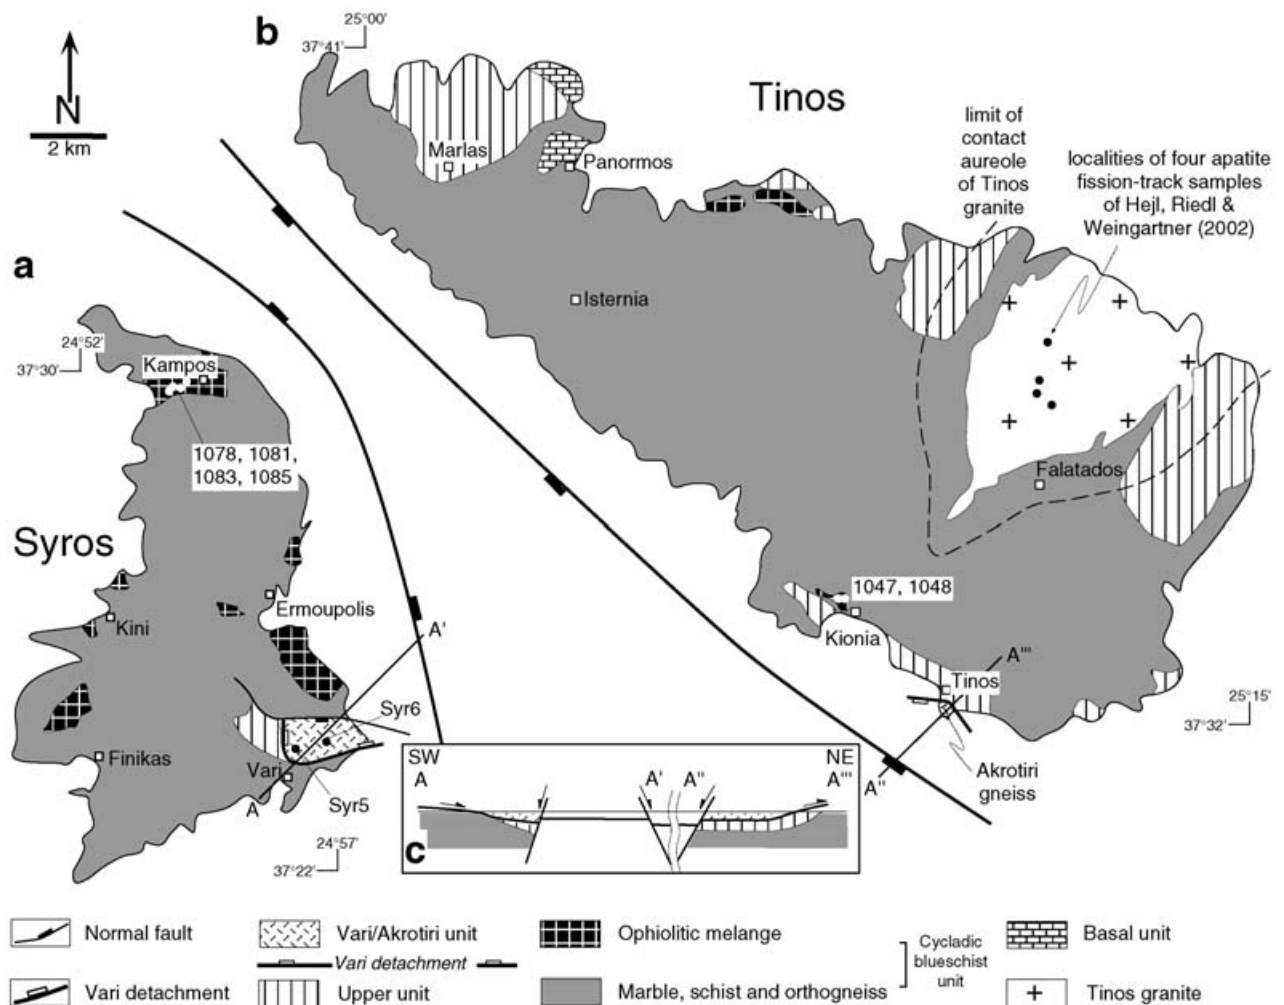 b
25°00'
37°41'
N
2 km
Tinos
limit of
contact
aureole
of Tinos
granite
localities of four apatite
fission-track samples
of Hejl, Riedl &
Weingartner (2002)
Marlas
Panormos
Isternia
a
24°52'
37°30'
Kampos
1078, 1081,
1083, 1085
Syros
Falatados
Ermoupolis
Kini
A'
1047, 1048
Kionia
A'''
Tinos
25°15'
37°32'
Syr6
Finikas
Vari
A
Syr5
A''
Akrotiri
gneiss
24°57'
37°22'
SW
NE
A
A'
A''
A'''
c
Normal fault
Vari/Akrotiri unit
Ophiolitic melange
Basal unit
Vari detachment
Cycladic
blueschist
unit
Vari detachment
Upper unit
Marble, schist and orthogneiss
Tinos granite